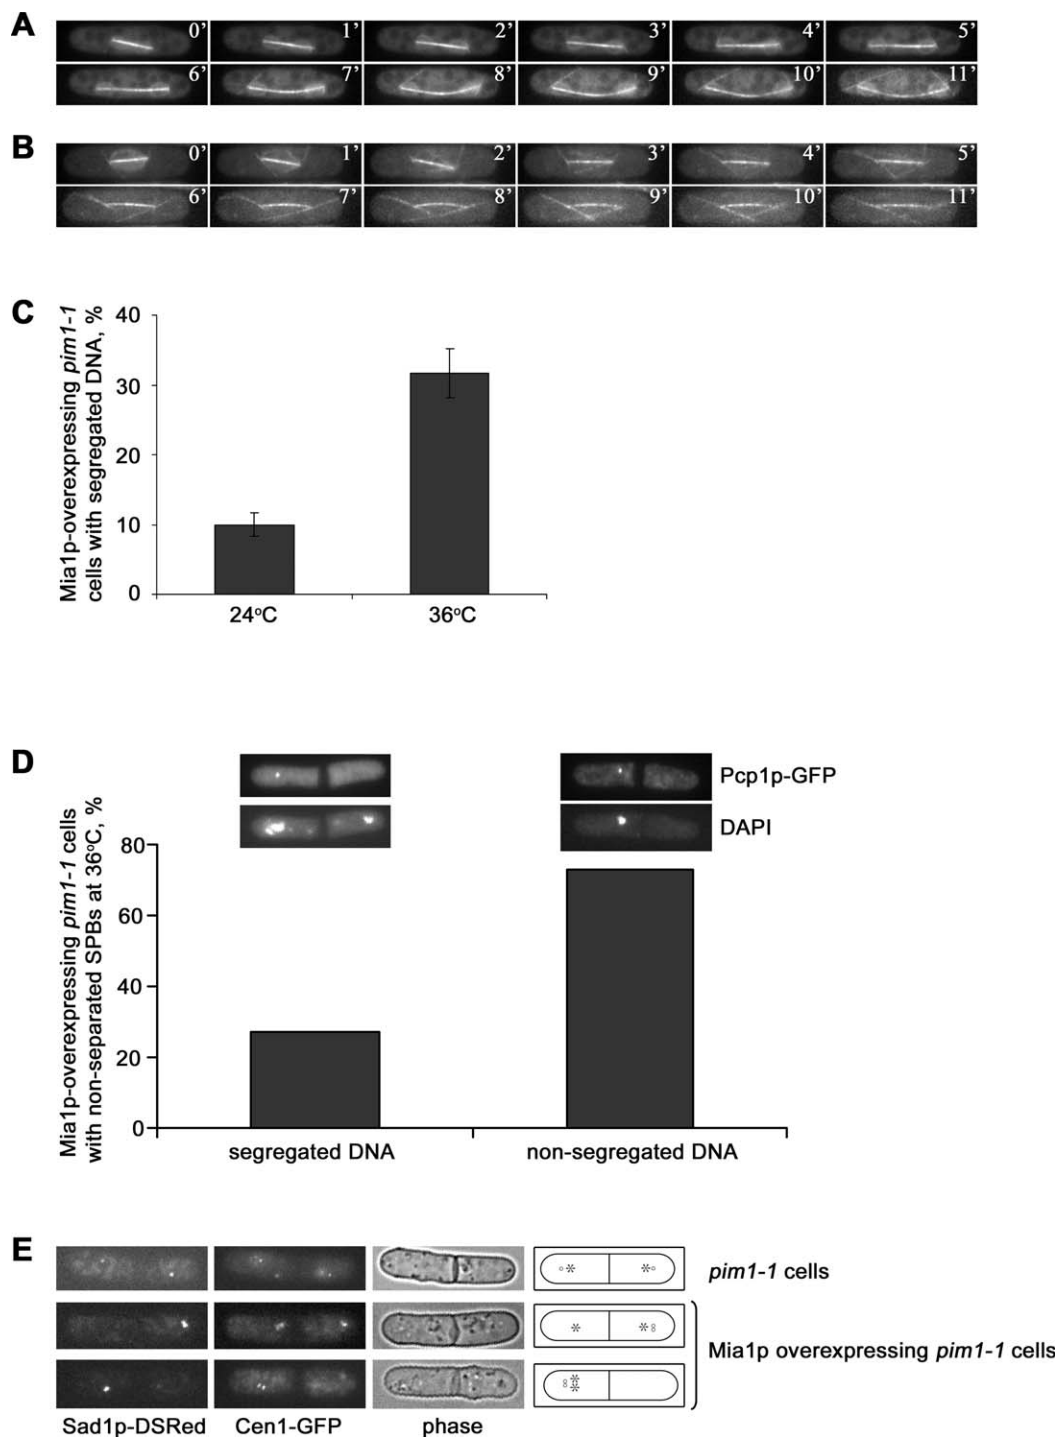 A
0’ 1’ 2’ 3’ 4’ 5’
6’ 7’ 8’ 9’ 10’ 11’
B
0’ 1’ 2’ 3’ 4’ 5’
6’ 7’ 8’ 9’ 10’ 11’
C
Mia1p-overexpressing pim1-1
cells with segregated DNA, %
40
30
20
10
0
24°C 36°C
D
Pcp1p-GFP
DAPI
Mia1p-overexpressing pim1-1 cells
with non-separated SPBs at 36°C, %
80
60
40
20
0
segregated DNA non-segregated DNA
E
pim1-1 cells
Mia1p overexpressing pim1-1 cells
Sad1p-DSRed Cen1-GFP phase